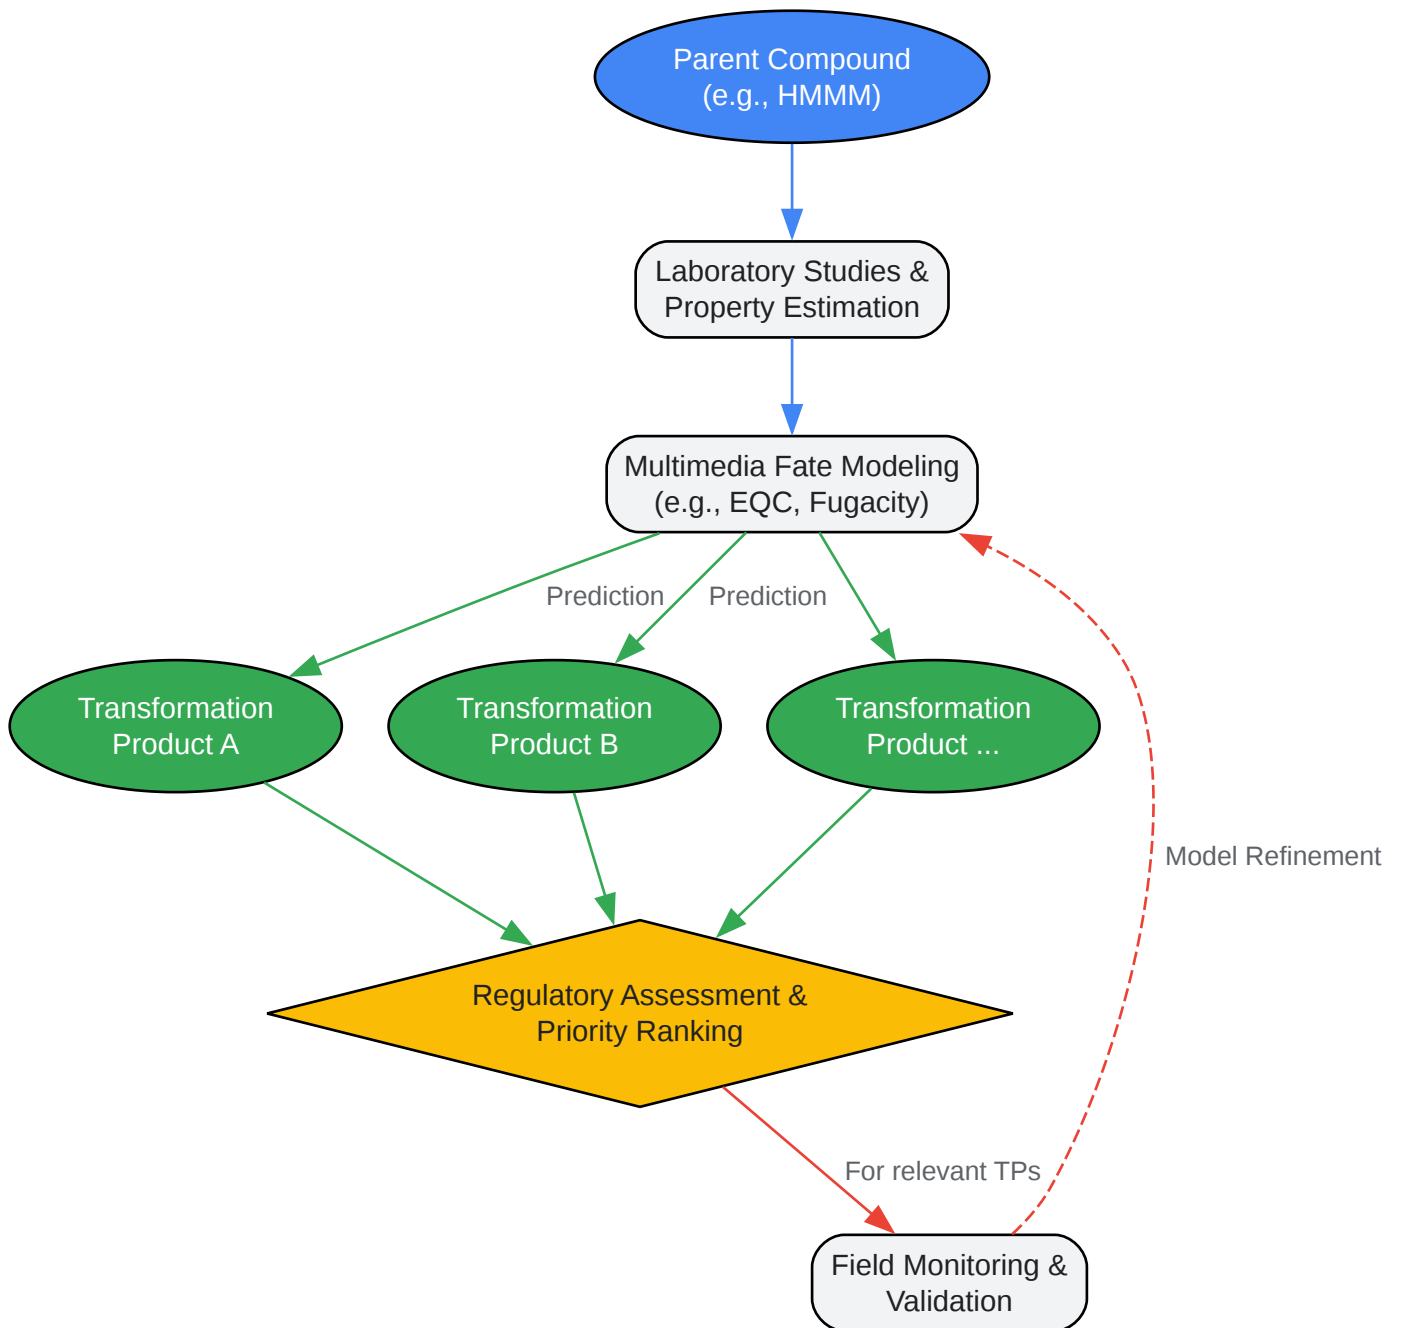 Parent Compound
(e.g., HMMM)
Laboratory Studies &
Property Estimation
Multimedia Fate Modeling
(e.g., EQC, Fugacity)
Prediction
Prediction
Transformation
Product A
Transformation
Product B
Transformation
Product ...
Model Refinement
Regulatory Assessment &
Priority Ranking
For relevant TPs
Field Monitoring &
Validation